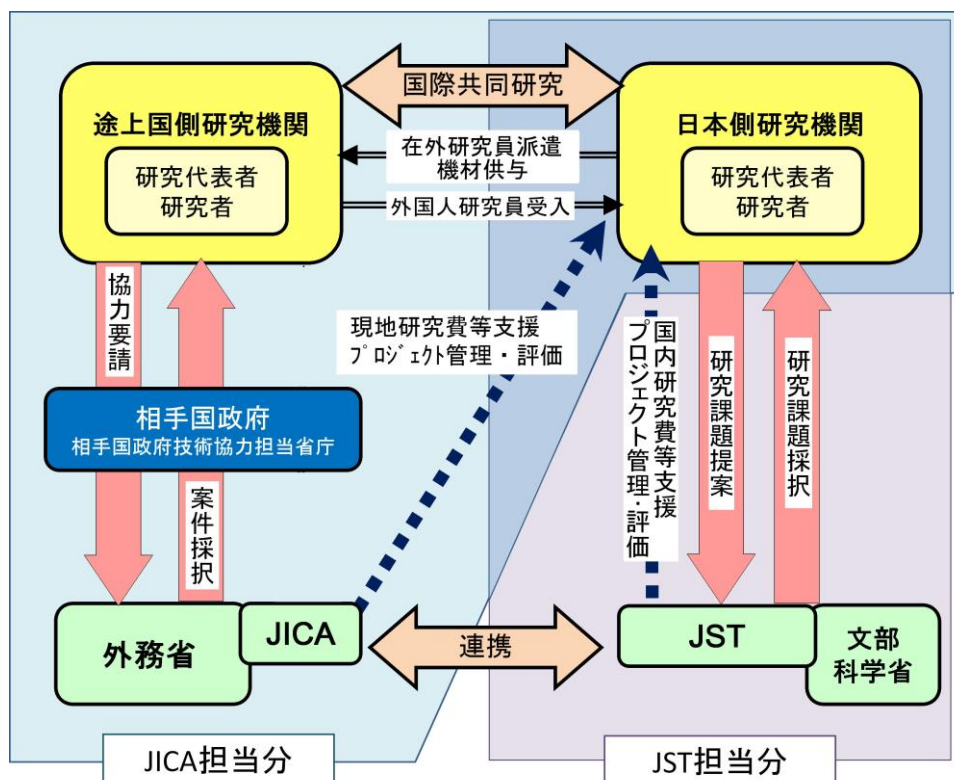 国際共同研究
途上国側研究機関
研究代表者
研究者
日本側研究機関
研究代表者
研究者
在外研究員派遣
機材供与
外国人研究員受入
協力要請
案件採択
相手国政府
相手国政府技術協力担当省庁
現地研究費等支援
プロジェクト管理・評価
国内研究費等支援
プロジェクト管理・評価
研究課題提案
研究課題採択
外務省
JICA
連携
JST
文部
科学省
JICA担当分
JST担当分